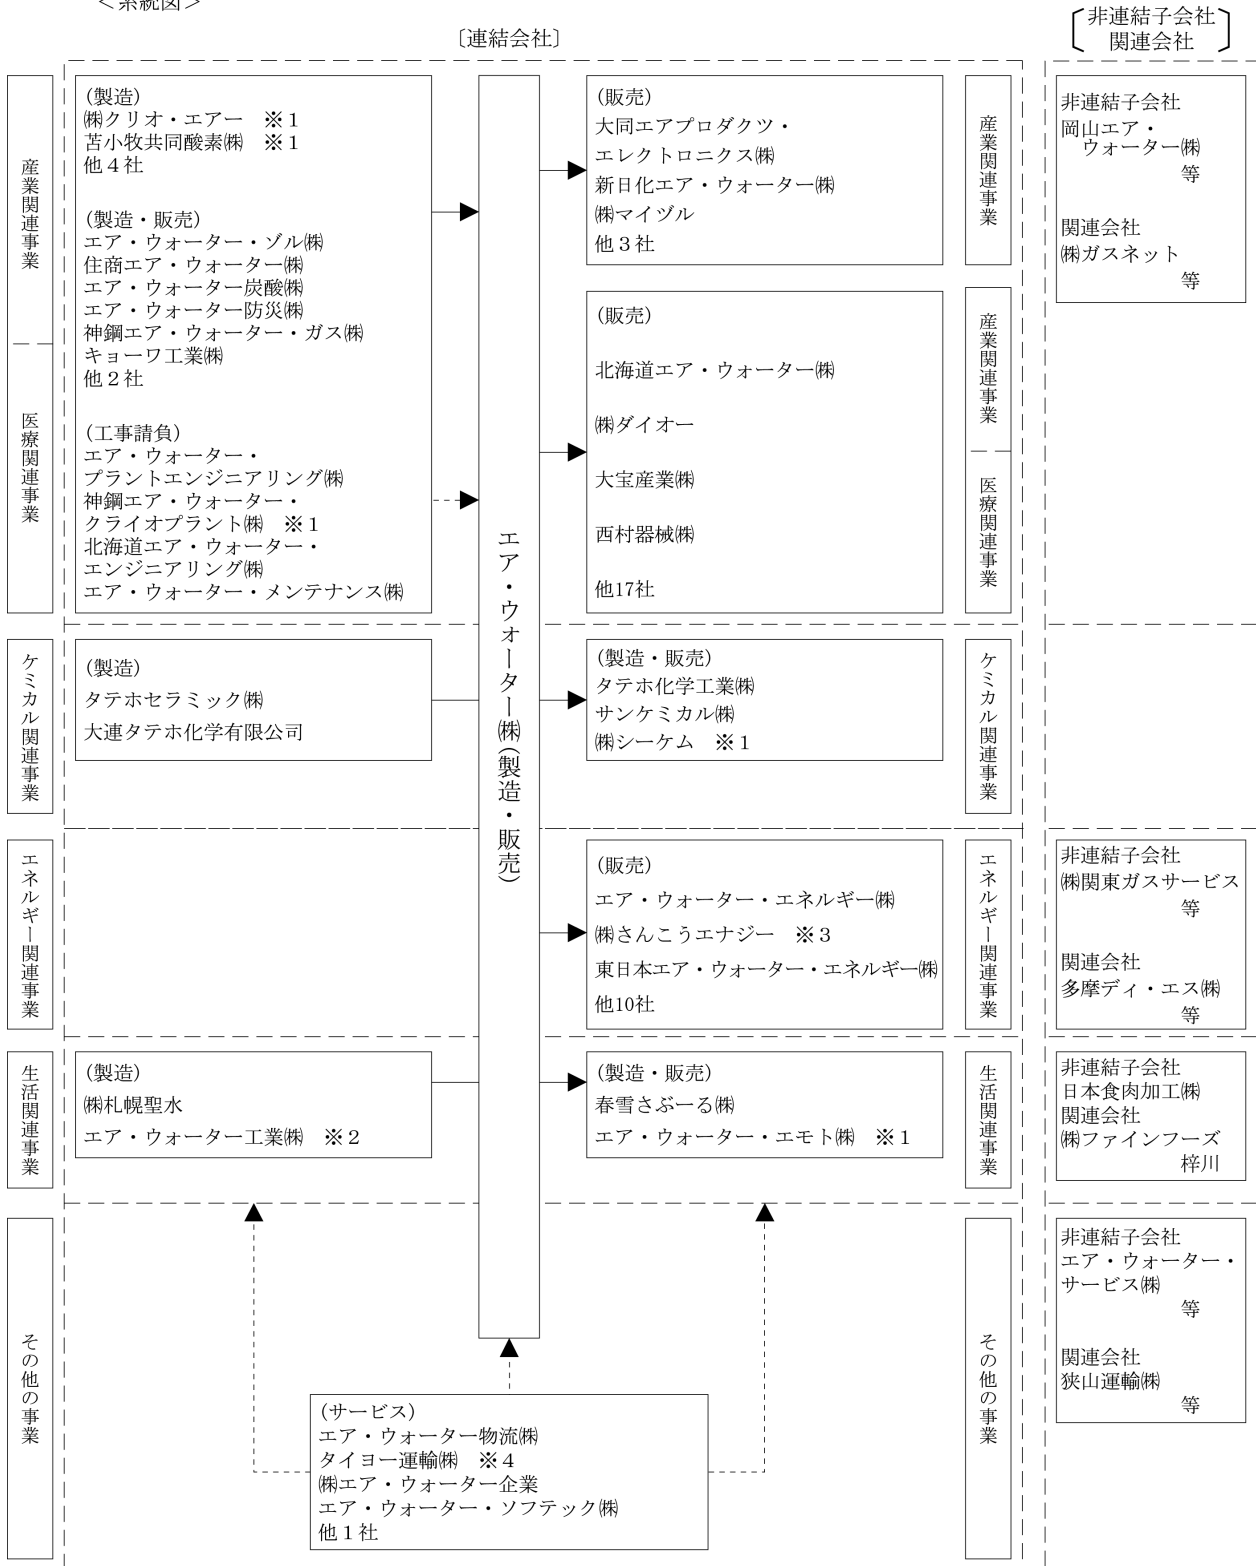 ＜系統図＞
〔連結会社〕
非連結子会社
関連会社
産業関連事業
医療関連事業
(製造)
㈱クリオ・エアー　※１
苫小牧共同酸素㈱　※１
他４社
(製造・販売)
エア・ウォーター・ゾル㈱
住商エア・ウォーター㈱
エア・ウォーター炭酸㈱
エア・ウォーター防災㈱
神鋼エア・ウォーター・ガス㈱
キョーワ工業㈱
他２社
(工事請負)
エア・ウォーター・
プラントエンジニアリング㈱
神鋼エア・ウォーター・
クライオプラント㈱　※１
北海道エア・ウォーター・
エンジニアリング㈱
エア・ウォーター・メンテナンス㈱
エア・ウォーター㈱(製造・販売)
(販売)
大同エアプロダクツ・
エレクトロニクス㈱
新日化エア・ウォーター㈱
㈱マイヅル
他３社
産業関連事業
(販売)
北海道エア・ウォーター㈱
㈱ダイオー
大宝産業㈱
西村器械㈱
他17社
産業関連事業
医療関連事業
非連結子会社
岡山エア・
ウォーター㈱
等
関連会社
㈱ガスネット
等
ケミカル関連事業
(製造)
タテホセラミック㈱
大連タテホ化学有限公司
(製造・販売)
タテホ化学工業㈱
サンケミカル㈱
㈱シーケム　※１
ケミカル関連事業
エネルギー関連事業
(販売)
エア・ウォーター・エネルギー㈱
㈱さんこうエナジー　※３
東日本エア・ウォーター・エネルギー㈱
他10社
エネルギー関連事業
非連結子会社
㈱関東ガスサービス
等
関連会社
多摩ディ・エス㈱
等
生活関連事業
(製造)
㈱札幌聖水
エア・ウォーター工業㈱　※２
(製造・販売)
春雪さぶーる㈱
エア・ウォーター・エモト㈱　※１
生活関連事業
非連結子会社
日本食肉加工㈱
関連会社
㈱ファインフーズ
梓川
その他の事業
(サービス)
エア・ウォーター物流㈱
タイヨー運輸㈱　※４
㈱エア・ウォーター企業
エア・ウォーター・ソフテック㈱
他１社
その他の事業
非連結子会社
エア・ウォーター・
サービス㈱
等
関連会社
狭山運輸㈱
等